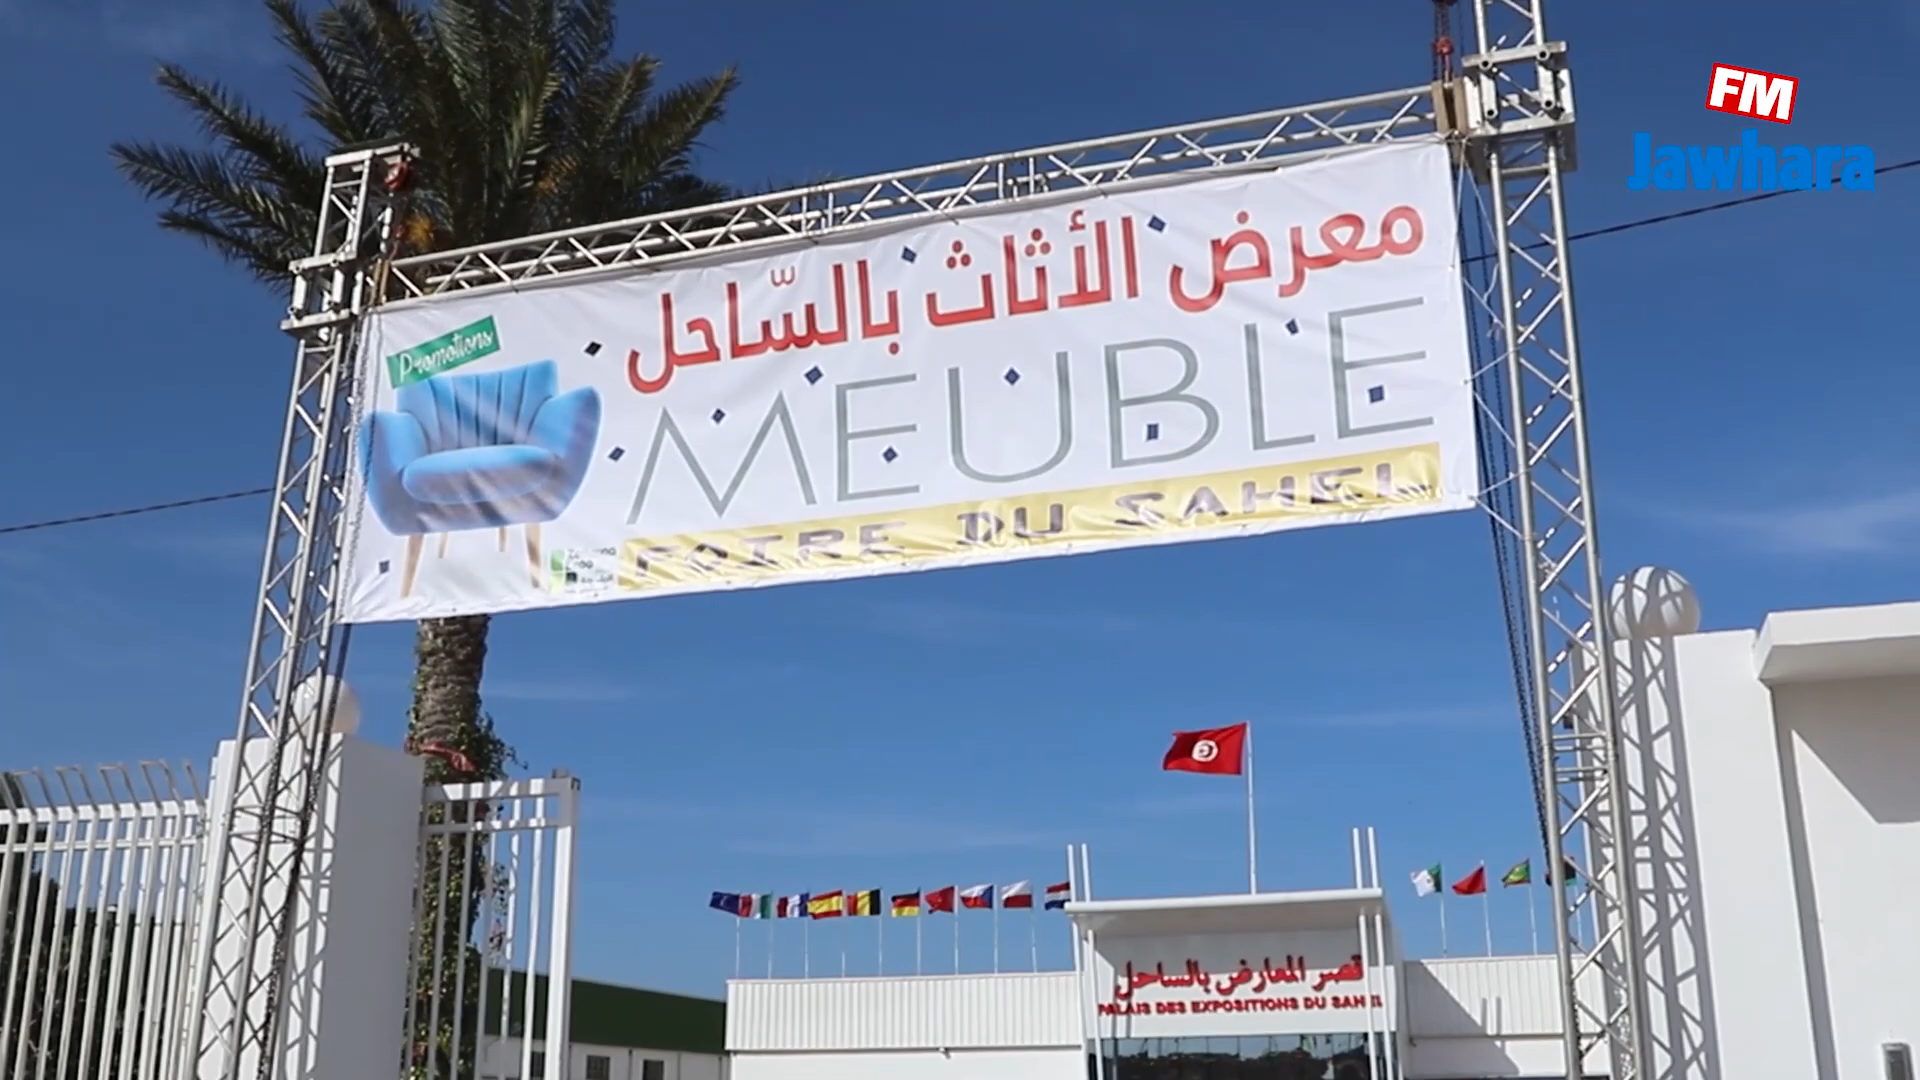 FM
Jawhara
معرض الأثاث بالسّاحل
Promotions
MEUBLE
FOIRE DU SAHEL
قصر المعارض بالساحل
PALAIS DES EXPOSITIONS DU SAHEL